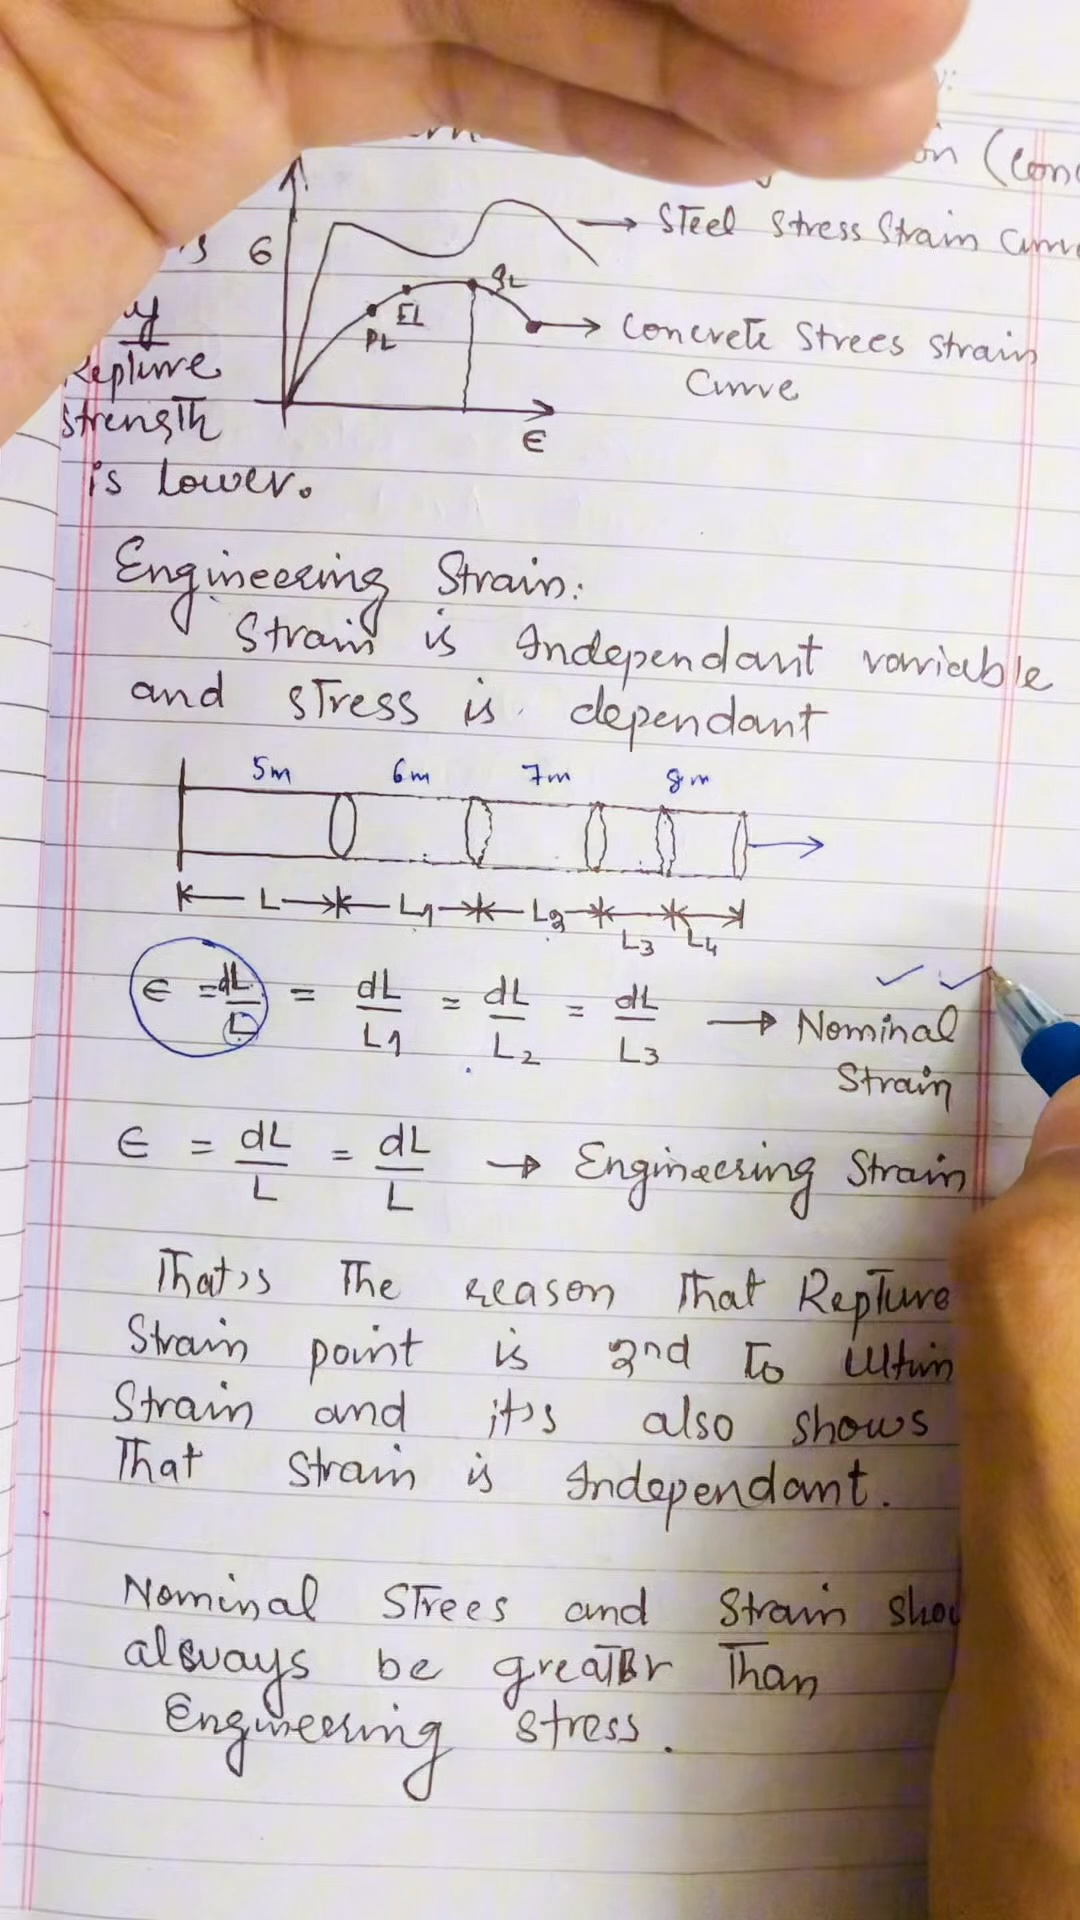 on (Con
Steel Stress Strain Curve
6
SL
EL
PL
Concrete Strees Strain
Curve
Repture
strength
ϵ
is lower.
Engineering Strain:
Strain is Independant variable
and stress is dependant
5m 6m 7m 8m
L L1 L2 L3 L4
ϵ = dL/L = dL/L1 = dL/L2 = dL/L3 → Nominal
Strain
ϵ = dL/L = dL/L → Engineering Strain
That's The reason That Repture
Strain point is 2nd To Ultim
Strain and it's also shows
That Strain is Independant.
Nominal STrees and Strain shou
always be greater Than
Engineering stress.